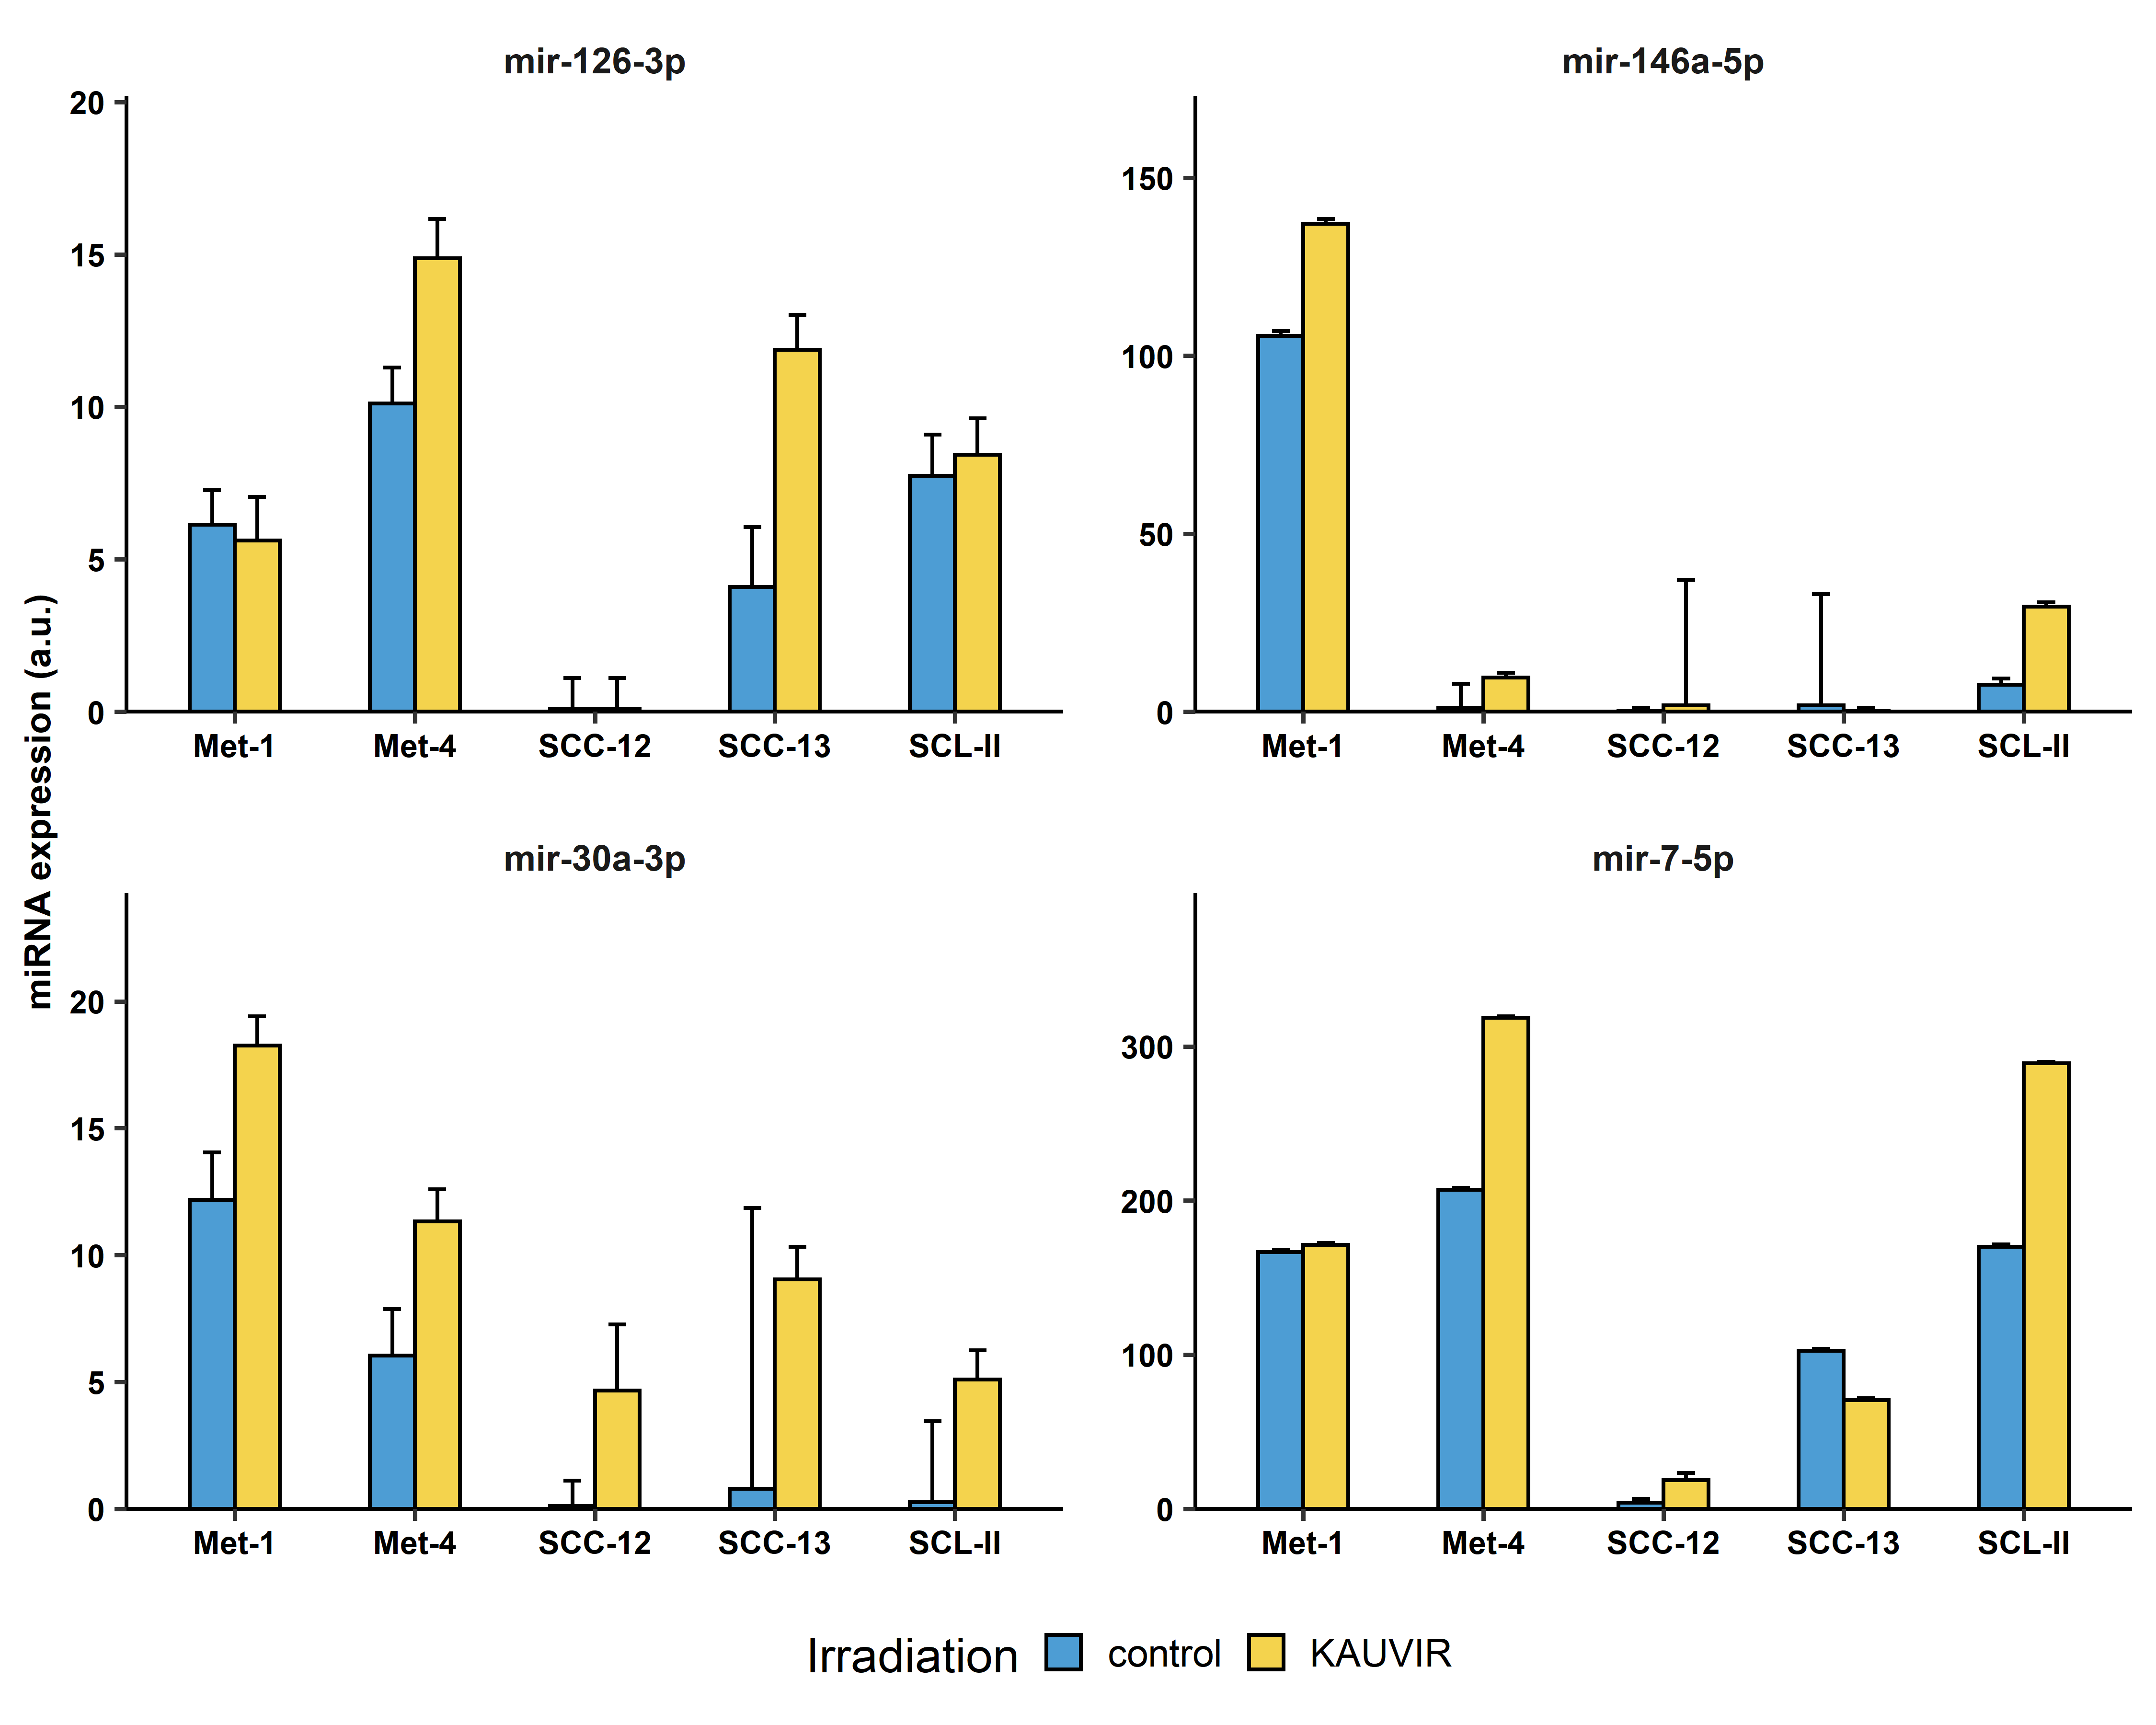 mir-126-3p
20
15
10
5
0
Met-1 Met-4 SCC-12 SCC-13 SCL-II
mir-146a-5p
150
100
50
0
Met-1 Met-4 SCC-12 SCC-13 SCL-II
miRNA expression (a.u.)
mir-30a-3p
20
15
10
5
0
Met-1 Met-4 SCC-12 SCC-13 SCL-II
mir-7-5p
300
200
100
0
Met-1 Met-4 SCC-12 SCC-13 SCL-II
Irradiation control KAUVIR